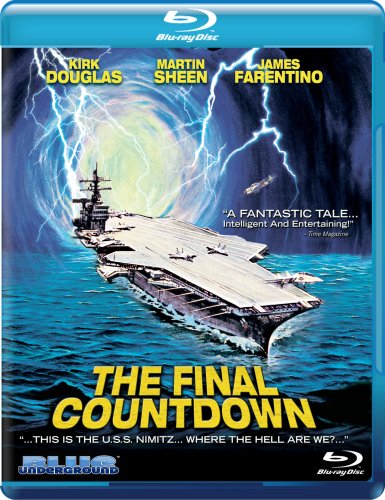 Blu-ray Disc
KIRK DOUGLAS
MARTIN SHEEN
JAMES FARENTINO
"A FANTASTIC TALE...
Intelligent And Entertaining!"
- Time Magazine
THE FINAL
COUNTDOWN
"...THIS IS THE U.S.S. NIMITZ... WHERE THE HELL ARE WE?..."
BLUE
UNDERGROUND
Blu-ray Disc